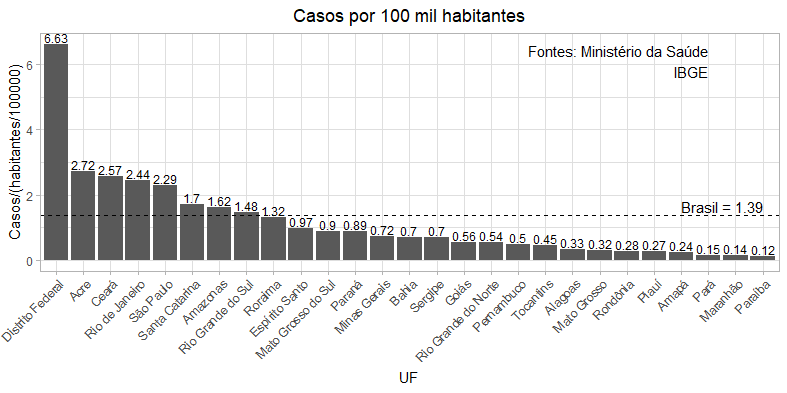 Casos por 100 mil habitantes
Fontes: Ministério da Saúde
IBGE
Casos/(habitantes/100000)
6
4
2
0
6.63
2.72
2.57
2.44
2.29
1.7
1.62
1.48
1.32
0.97
0.9
0.89
0.72
0.7
0.7
0.56
0.54
0.5
0.45
0.33
0.32
0.28
0.27
0.24
0.15
0.14
0.12
Brasil = 1.39
Distrito Federal
Acre
Ceará
Rio de Janeiro
São Paulo
Santa Catarina
Amazonas
Rio Grande do Sul
Roraima
Espírito Santo
Mato Grosso do Sul
Paraná
Minas Gerais
Bahia
Sergipe
Goiás
Rio Grande do Norte
Pernambuco
Tocantins
Alagoas
Mato Grosso
Rondônia
Piauí
Amapá
Pará
Maranhão
Paraíba
UF